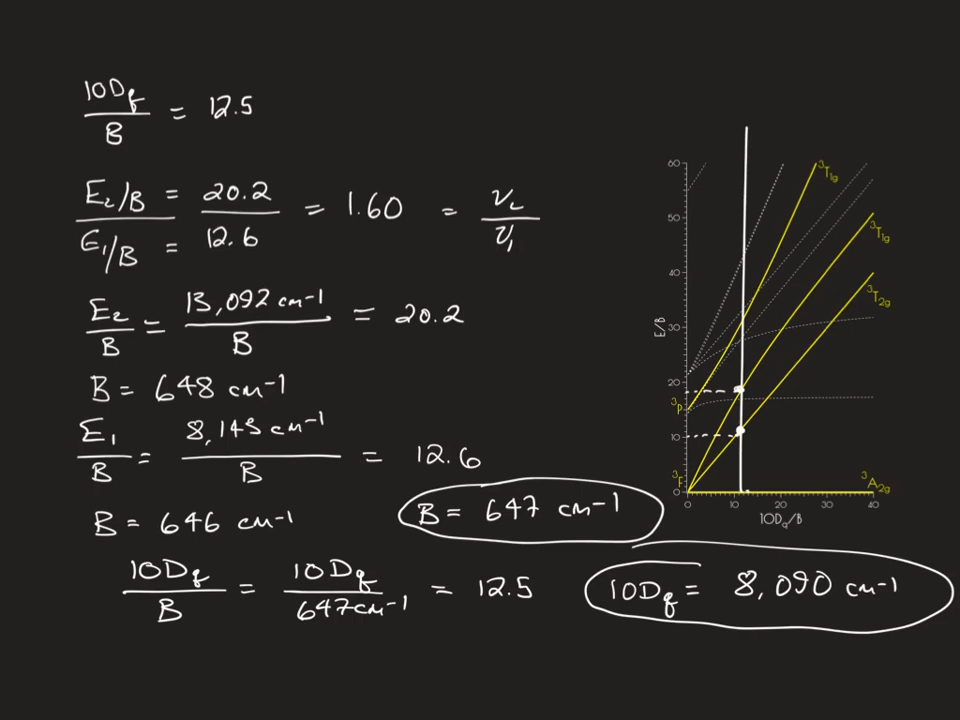 10Dq/B = 12.5
E₂/B = 20.2
E₁/B = 12.6
= 1.60 = ν₂/ν₁
E₂/B = 13,092 cm-1/B = 20.2
B = 648 cm-1
E₁/B = 8,143 cm-1/B = 12.6
B = 646 cm-1
B = 647 cm-1
10Dq/B = 10Dq/647cm-1 = 12.5
10Dq = 8,090 cm-1
60
50
40
30
20
10
0
E/B
³P
³F
³T₁g
³T₁g
³T₂g
³A₂g
0 10 20 30 40
10Dq/B